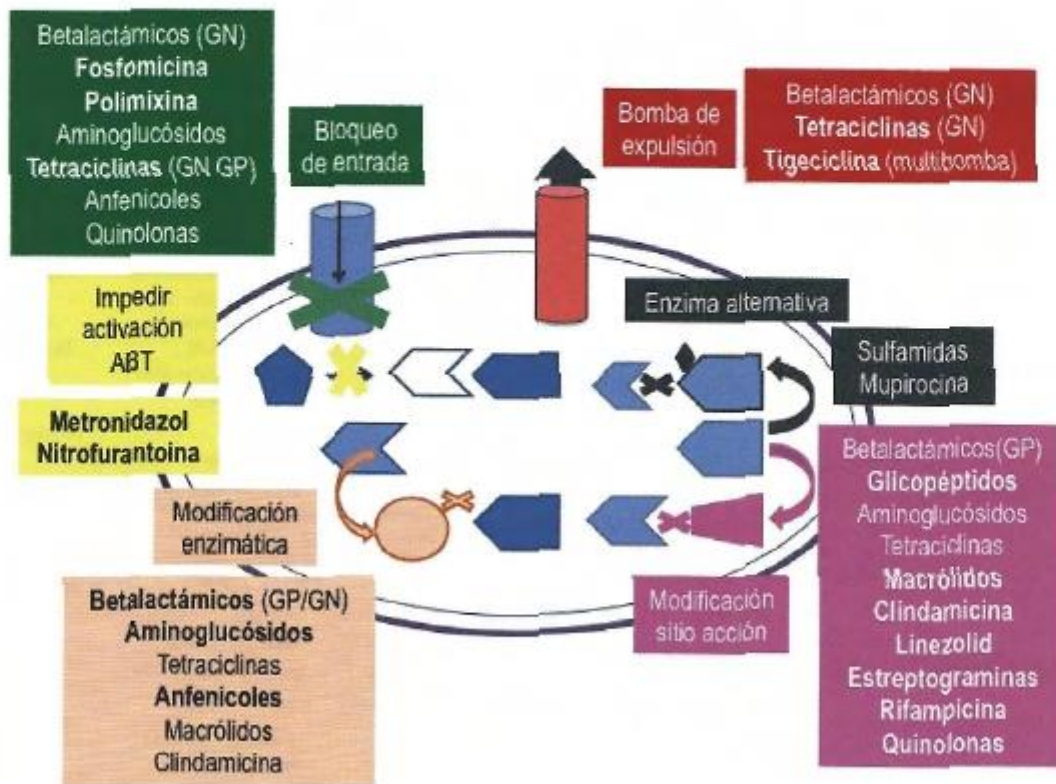 Betalactámicos (GN)
Fosfomicina
Polimixina
Aminoglucósidos
Tetraciclinas (GN GP)
Anfenicoles
Quinolonas
Bloqueo
de entrada
Bomba de
expulsión
Betalactámicos (GN)
Tetraciclinas (GN)
Tigeciclina (multibomba)
Impedir
activación
ABT
Metronidazol
Nitrofurantoina
Enzima alternativa
Sulfamidas
Mupirocina
Modificación
enzimática
Betalactámicos (GP/GN)
Aminoglucósidos
Tetraciclinas
Anfenicoles
Macrólidos
Clindamicina
Modificación
sitio acción
Betalactámicos(GP)
Glicopéptidos
Aminoglucósidos
Tetraciclinas
Macrólidos
Clindamicina
Linezolid
Estreptograminas
Rifampicina
Quinolonas